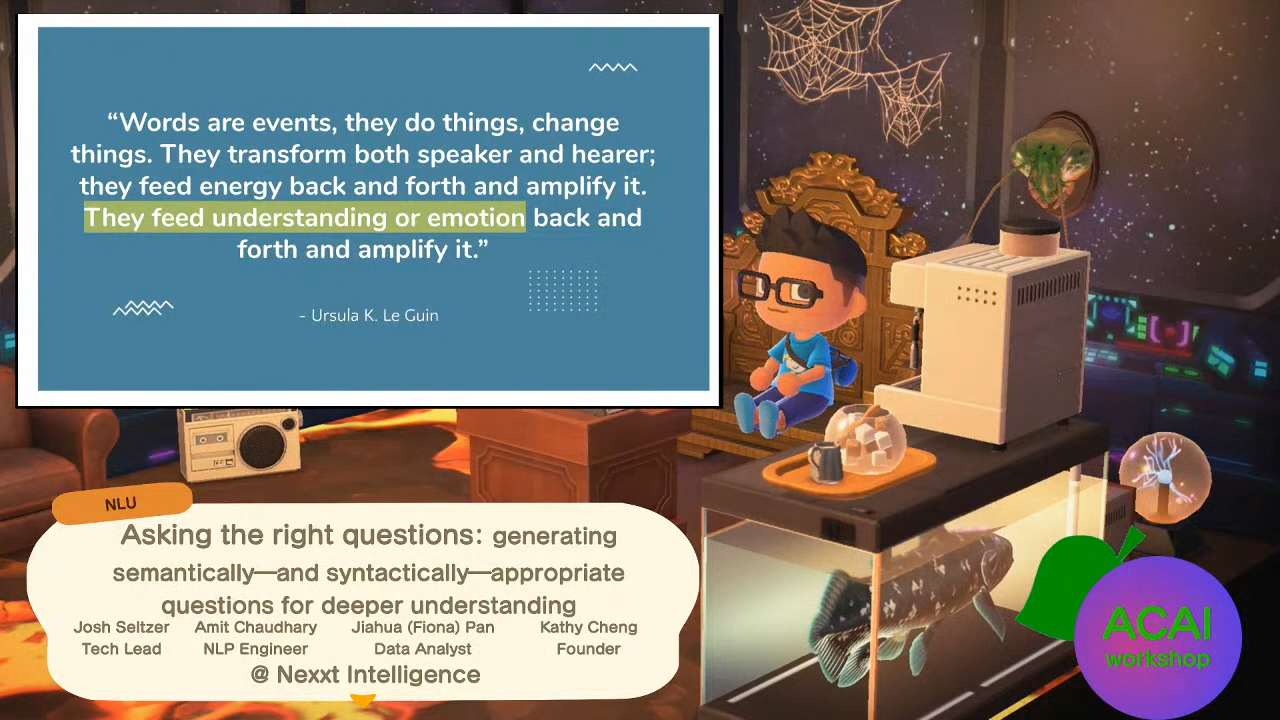 “Words are events, they do things, change
things. They transform both speaker and hearer;
they feed energy back and forth and amplify it.
They feed understanding or emotion back and
forth and amplify it.”
- Ursula K. Le Guin
NLU
Asking the right questions: generating
semantically—and syntactically—appropriate
questions for deeper understanding
Josh Seltzer Amit Chaudhary Jiahua (Fiona) Pan Kathy Cheng
Tech Lead NLP Engineer Data Analyst Founder
@ Nexxt Intelligence
ACAI
workshop